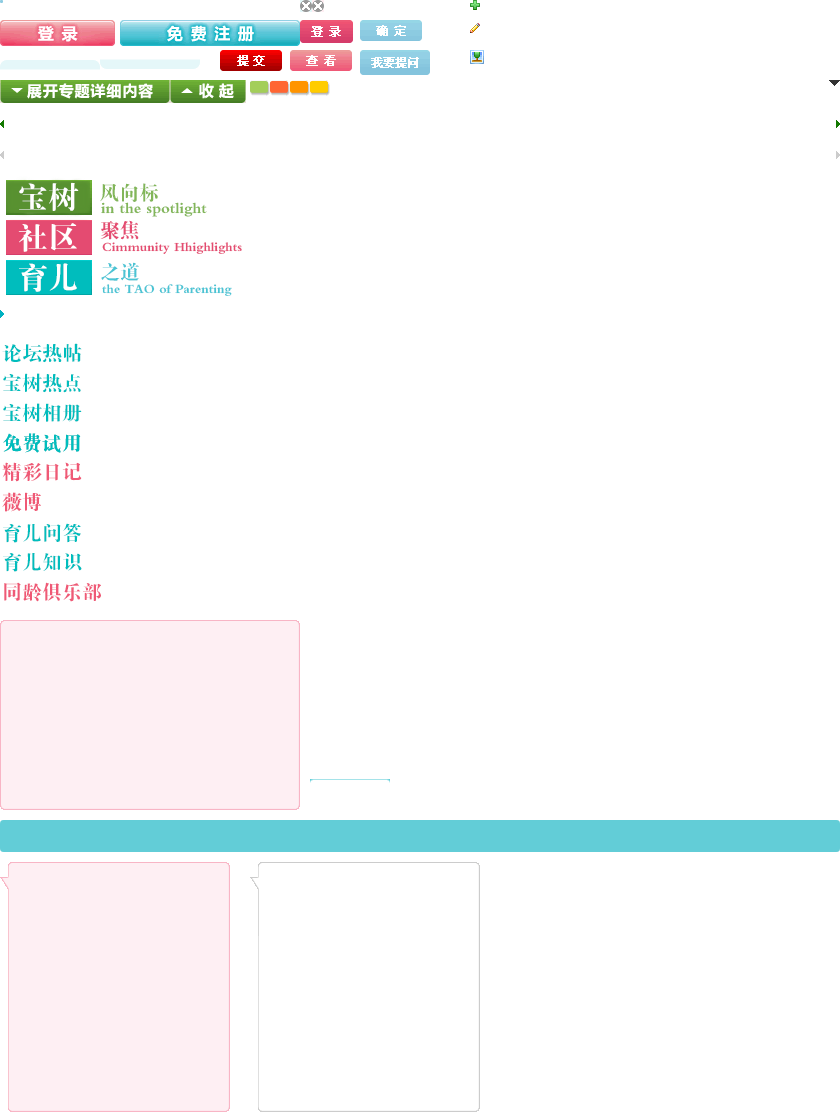 登 录
免 费 注 册
登 录
确 定
提 交
查 看
我要提问
展开专题详细内容
收 起
宝树 风向标
in the spotlight
社区 聚焦
Cimmunity Hhighlights
育儿 之道
the TAO of Parenting
论坛热帖
宝树热点
宝树相册
免费试用
精彩日记
薇博
育儿问答
育儿知识
同龄俱乐部